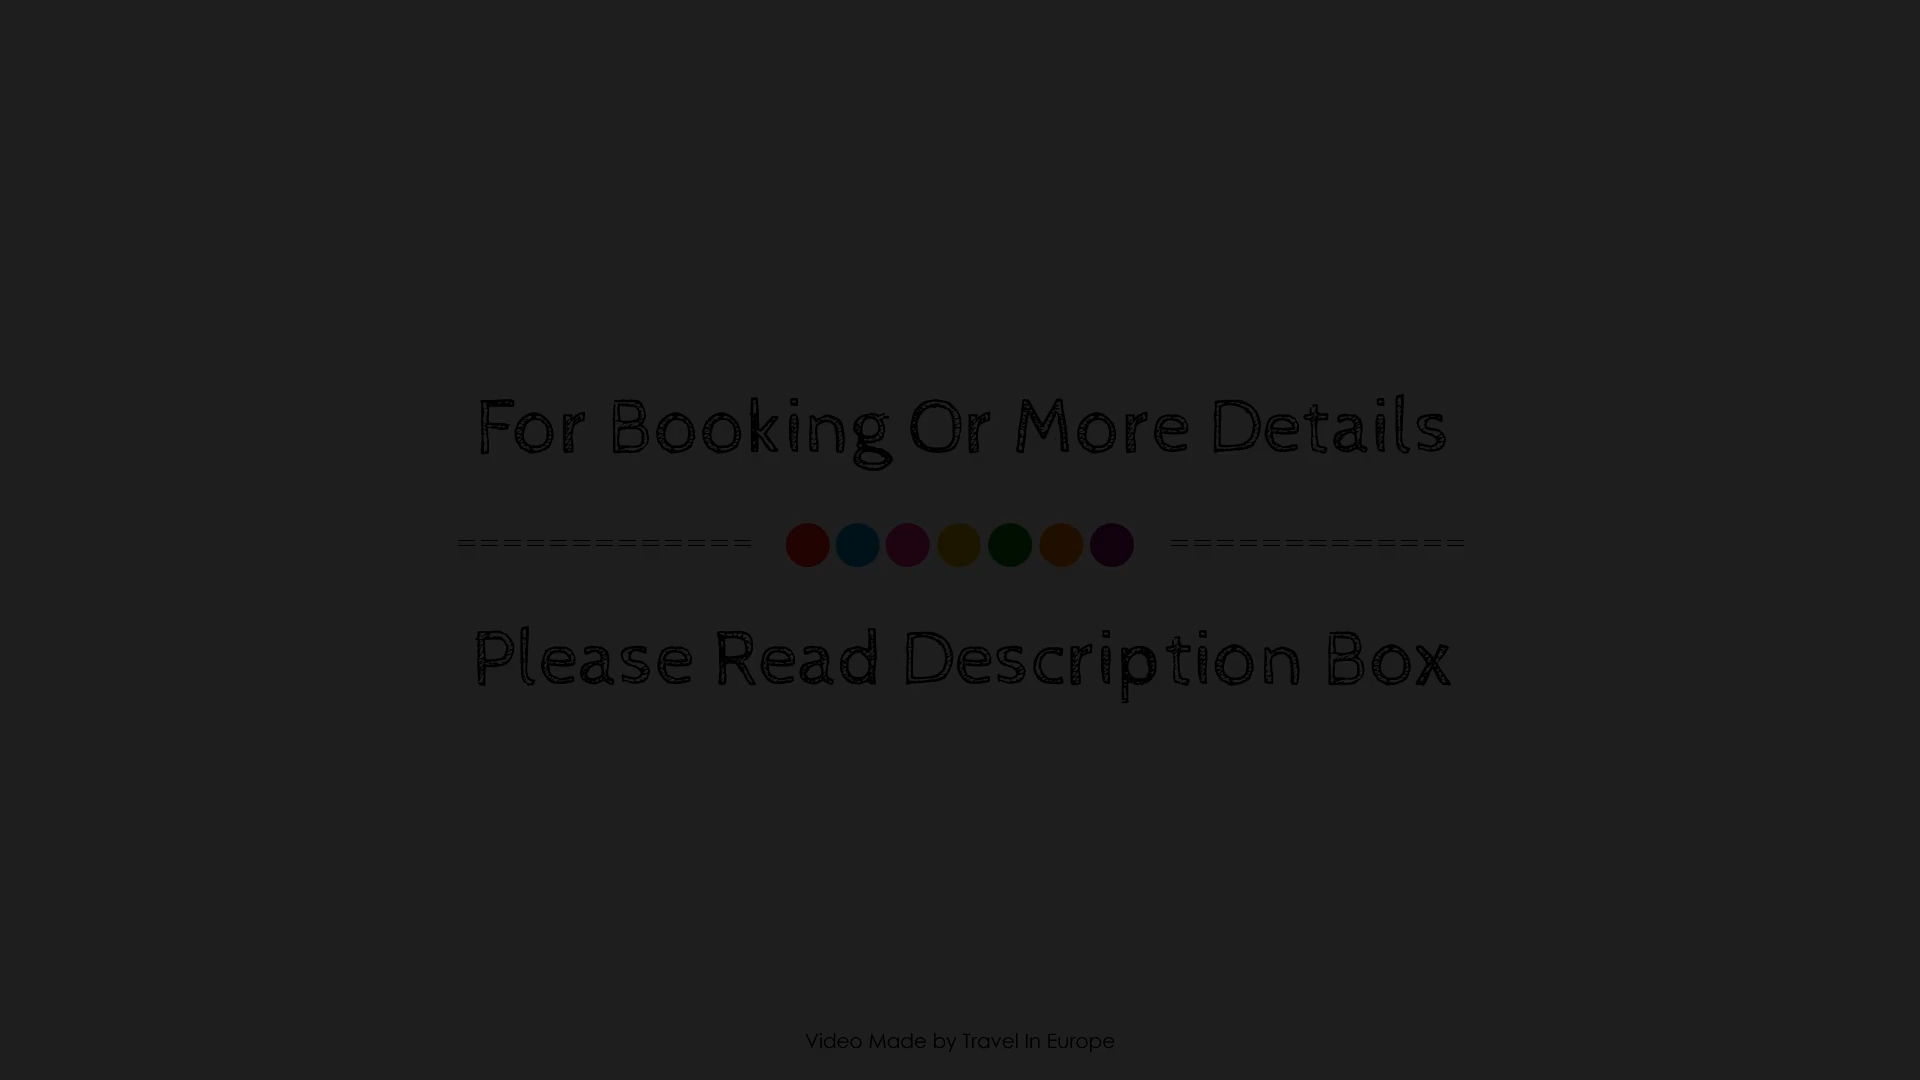 For Booking Or More Details
============= =============
Please Read Description Box
Video Made by Travel In Europe